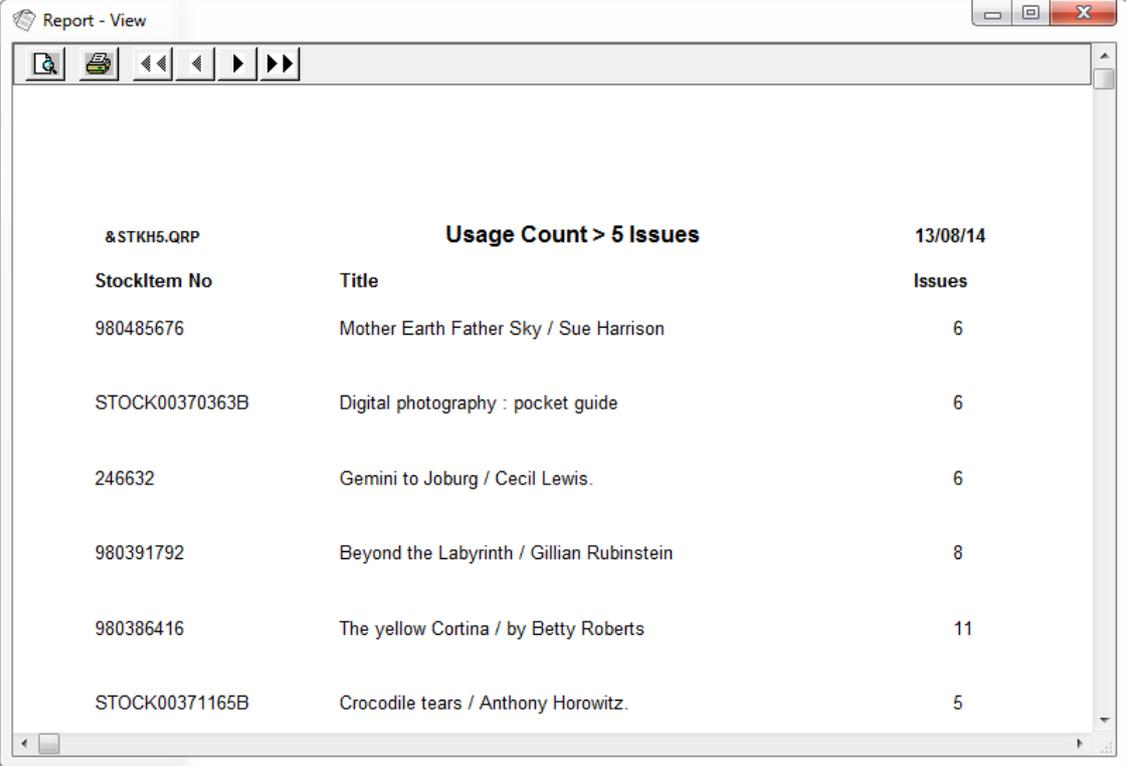 Report - View
&STKH5.QRP Usage Count > 5 Issues 13/08/14
StockItem No Title Issues
980485676 Mother Earth Father Sky / Sue Harrison 6
STOCK00370363B Digital photography : pocket guide 6
246632 Gemini to Joburg / Cecil Lewis. 6
980391792 Beyond the Labyrinth / Gillian Rubinstein 8
980386416 The yellow Cortina / by Betty Roberts 11
STOCK00371165B Crocodile tears / Anthony Horowitz. 5